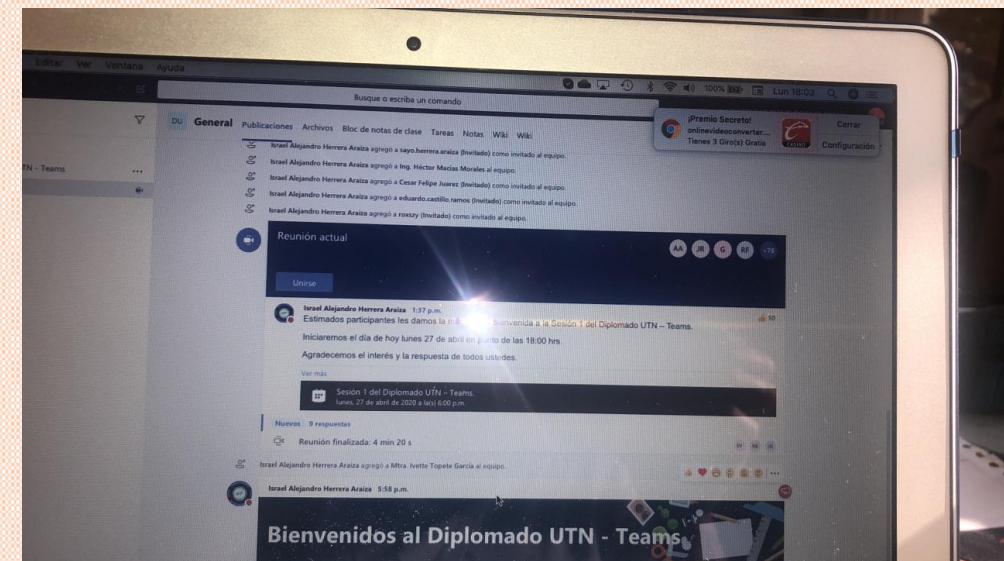 Editar Ver Ventana Ayuda
100% Lun 18:03
Busque o escriba un comando
¡Premio Secreto!
onlinevideoconverter...
Tienes 3 Giro(s) Gratis
CASINO
Cerrar
Configuración
DU General Publicaciones Archivos Bloc de notas de clase Tareas Notas Wiki Wiki
TN - Teams ...
Israel Alejandro Herrera Araiza agregó a sayo.herrera.araiza (Invitado) como invitado al equipo.
Israel Alejandro Herrera Araiza agregó a Ing. Héctor Macias Morales al equipo.
Israel Alejandro Herrera Araiza agregó a Cesar Felipe Juarez (Invitado) como invitado al equipo.
Israel Alejandro Herrera Araiza agregó a eduardo.castillo.ramos (Invitado) como invitado al equipo.
Israel Alejandro Herrera Araiza agregó a roxszy (Invitado) como invitado al equipo.
Reunión actual
AA JR G RF +75
Unirse
Israel Alejandro Herrera Araiza 1:37 p.m.
10
Estimados participantes les damos la bienvenida a la Sesión 1 del Diplomado UTN – Teams.
Iniciaremos el día de hoy lunes 27 de abril en punto de las 18:00 hrs.
Agradecemos el interés y la respuesta de todos ustedes.
Ver más
Sesión 1 del Diplomado UTN – Teams.
lunes, 27 de abril de 2020 a la(s) 6:00 p.m.
Nuevos 9 respuestas
Reunión finalizada: 4 min 20 s
Israel Alejandro Herrera Araiza agregó a Mtra. Ivette Topete García al equipo.
Israel Alejandro Herrera Araiza 5:58 p.m.
Bienvenidos al Diplomado UTN - Teams